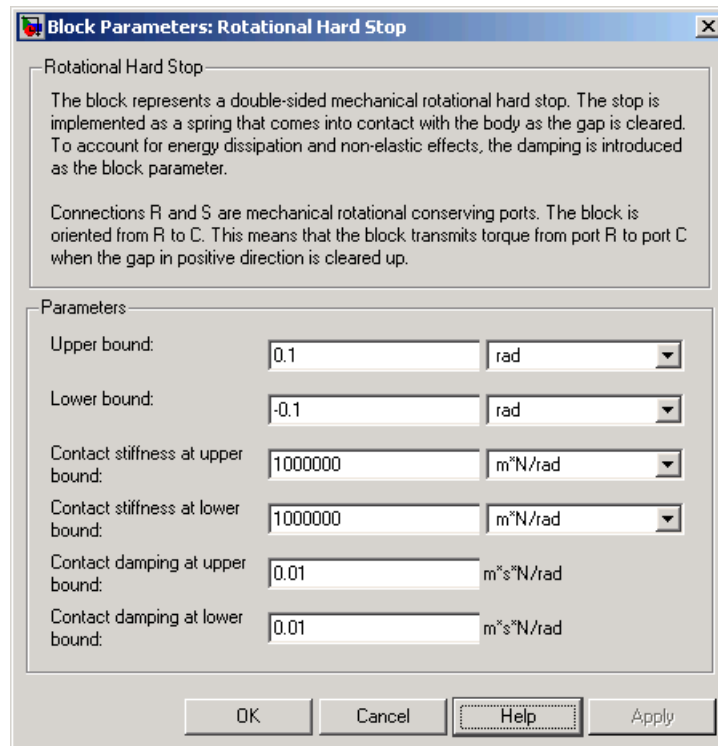 Block Parameters: Rotational Hard Stop
Rotational Hard Stop
The block represents a double-sided mechanical rotational hard stop. The stop is
implemented as a spring that comes into contact with the body as the gap is cleared.
To account for energy dissipation and non-elastic effects, the damping is introduced
as the block parameter.
Connections R and S are mechanical rotational conserving ports. The block is
oriented from R to C. This means that the block transmits torque from port R to port C
when the gap in positive direction is cleared up.
Parameters
Upper bound: 0.1 rad
Lower bound: -0.1 rad
Contact stiffness at upper
bound: 1000000 m*N/rad
Contact stiffness at lower
bound: 1000000 m*N/rad
Contact damping at upper
bound: 0.01 m*s*N/rad
Contact damping at lower
bound: 0.01 m*s*N/rad
OK Cancel Help Apply